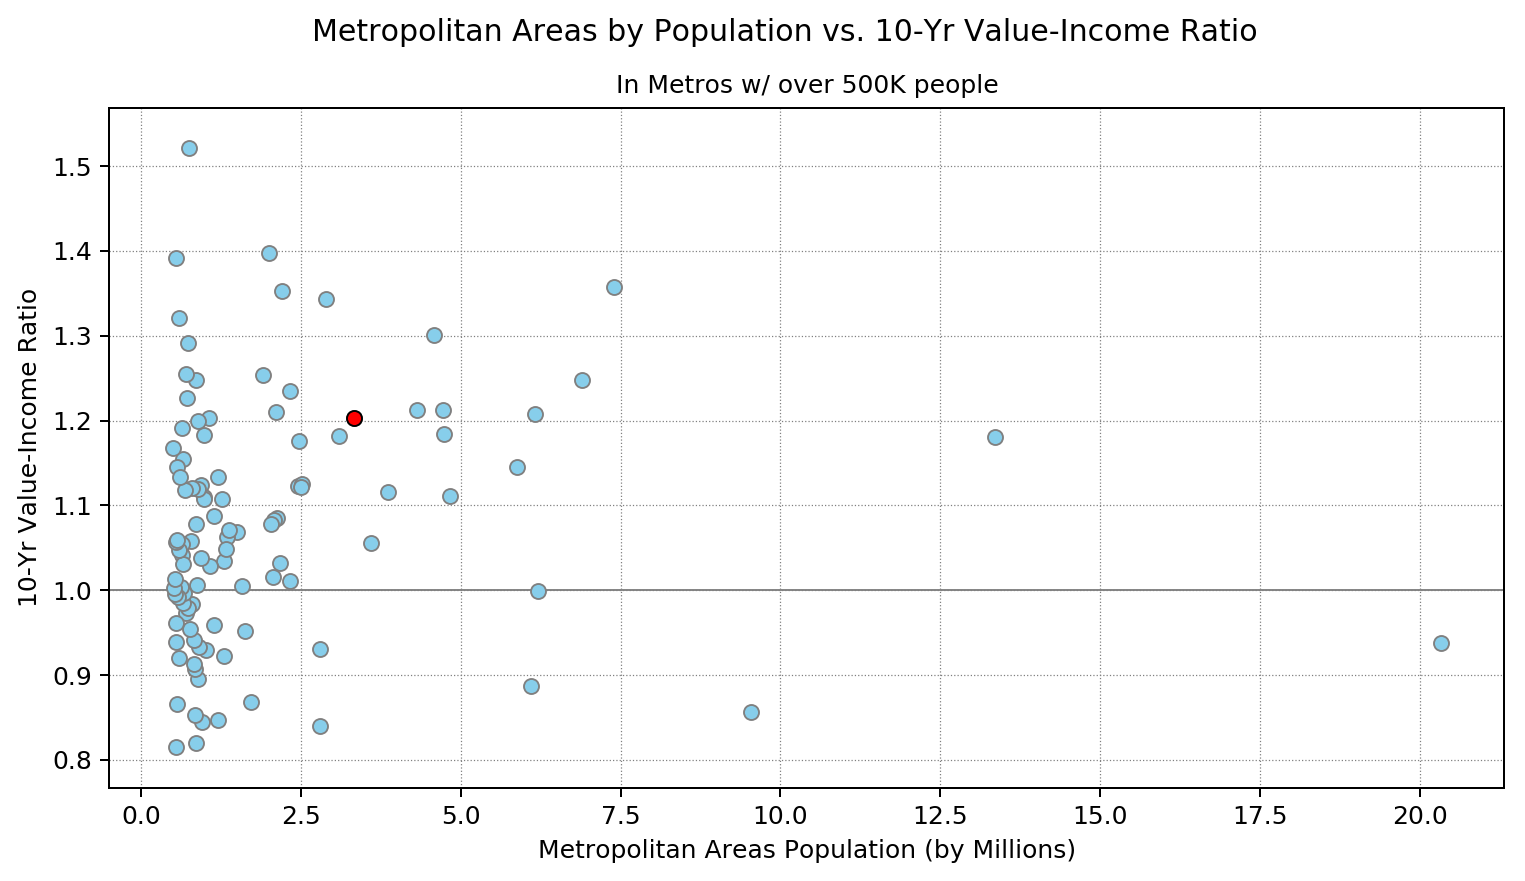 Metropolitan Areas by Population vs. 10-Yr Value-Income Ratio
In Metros w/ over 500K people
10-Yr Value-Income Ratio
1.5
1.4
1.3
1.2
1.1
1.0
0.9
0.8
0.0 2.5 5.0 7.5 10.0 12.5 15.0 17.5 20.0
Metropolitan Areas Population (by Millions)